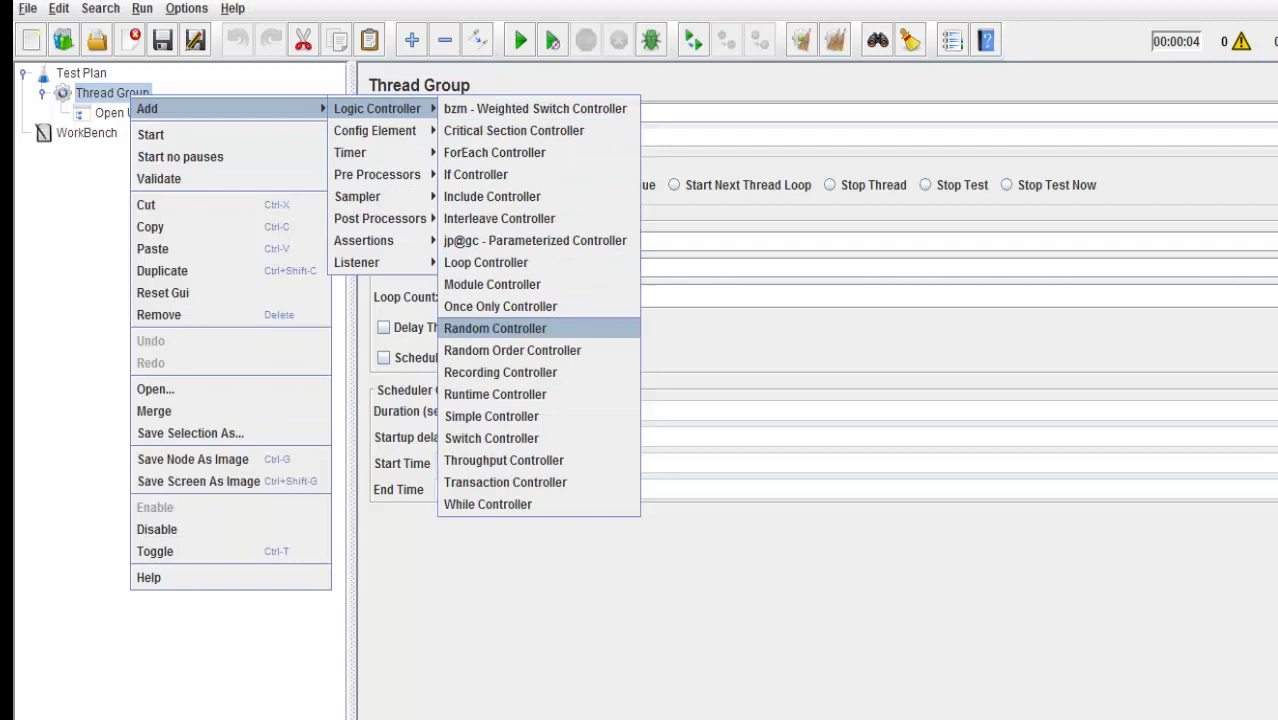 File Edit Search Run Options Help
00:00:04 0
Test Plan
Thread Group
Open
WorkBench
Thread Group
Start Next Thread Loop Stop Thread Stop Test Stop Test Now
Loop Count:
Delay
Duration
Startup
Start Time
End Time
Add
Start
Start no pauses
Validate
Cut Ctrl-X
Copy Ctrl-C
Paste Ctrl-V
Duplicate Ctrl+Shift-C
Reset Gui
Remove Delete
Undo
Redo
Open...
Merge
Save Selection As...
Save Node As Image Ctrl-G
Save Screen As Image Ctrl+Shift-G
Enable
Disable
Toggle Ctrl-T
Help
Logic Controller
Config Element
Timer
Pre Processors
Sampler
Post Processors
Assertions
Listener
bzm - Weighted Switch Controller
Critical Section Controller
ForEach Controller
If Controller
Include Controller
Interleave Controller
jp@gc - Parameterized Controller
Loop Controller
Module Controller
Once Only Controller
Random Controller
Random Order Controller
Recording Controller
Runtime Controller
Simple Controller
Switch Controller
Throughput Controller
Transaction Controller
While Controller